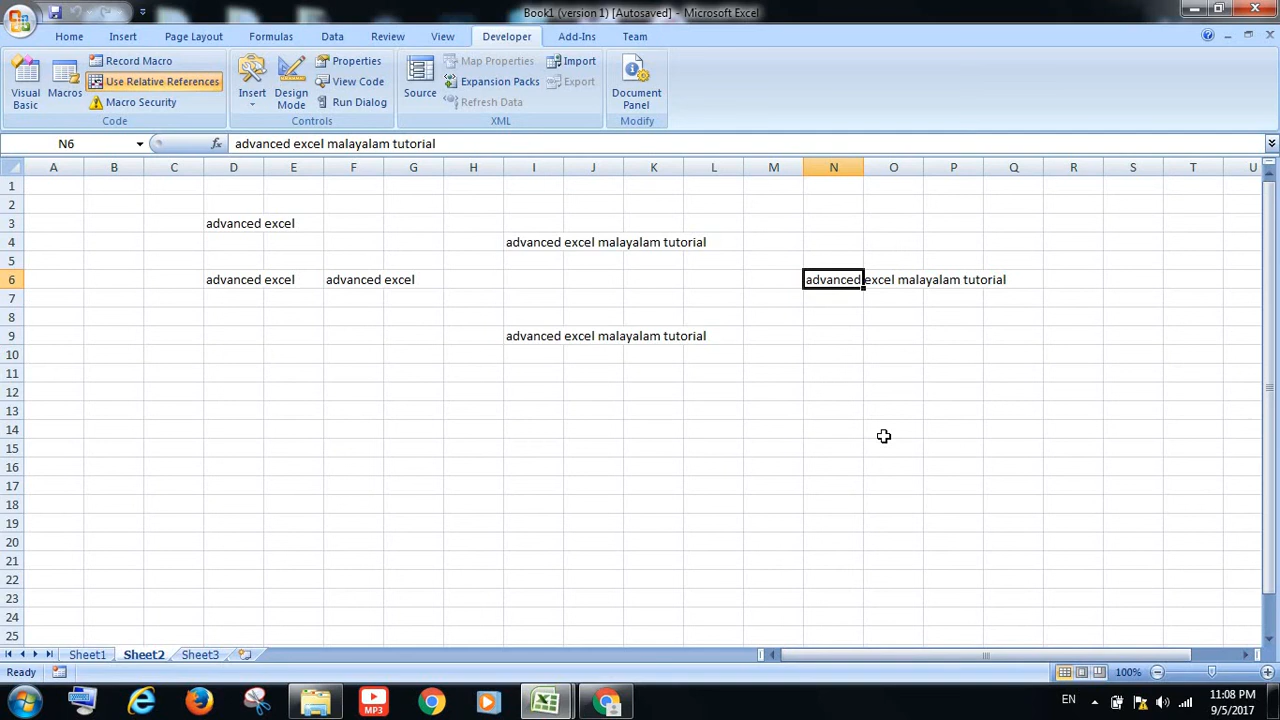 Book1 (version 1) [Autosaved] - Microsoft Excel
Home Insert Page Layout Formulas Data Review View Developer Add-Ins Team
Visual Basic
Macros
Record Macro
Use Relative References
Macro Security
Code
Insert
Design Mode
Properties
View Code
Run Dialog
Controls
Source
Map Properties
Expansion Packs
Refresh Data
Import
Export
XML
Document Panel
Modify
N6 fx advanced excel malayalam tutorial
A B C D E F G H I J K L M N O P Q R S T U
1
2
3 advanced excel
4 advanced excel malayalam tutorial
5
6 advanced excel advanced excel advanced excel malayalam tutorial
7
8
9 advanced excel malayalam tutorial
10
11
12
13
14
15
16
17
18
19
20
21
22
23
24
25
Sheet1 Sheet2 Sheet3
Ready 100%
MP3 EN 11:08 PM
9/5/2017